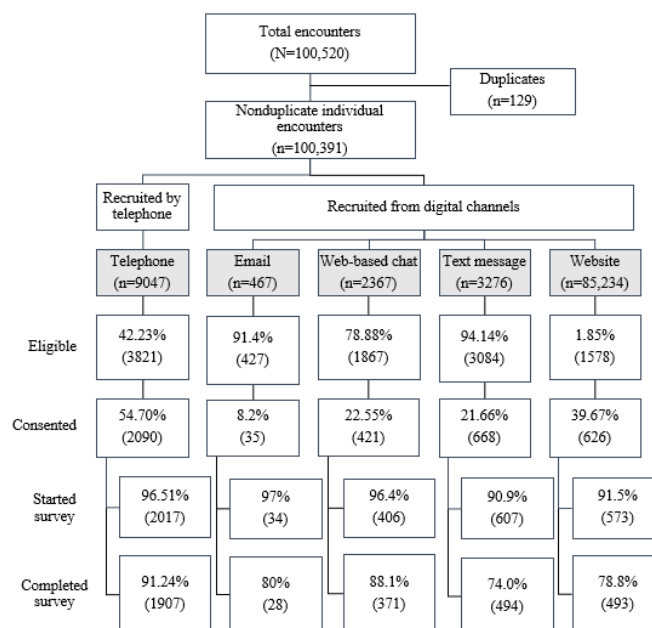 Total encounters
(N=100,520)
Duplicates
(n=129)
Nonduplicate individual
encounters
(n=100,391)
Recruited by
telephone
Recruited from digital channels
Telephone
(n=9047)
Email
(n=467)
Web-based chat
(n=2367)
Text message
(n=3276)
Website
(n=85,234)
Eligible
42.23%
(3821)
91.4%
(427)
78.88%
(1867)
94.14%
(3084)
1.85%
(1578)
Consented
54.70%
(2090)
8.2%
(35)
22.55%
(421)
21.66%
(668)
39.67%
(626)
Started
survey
96.51%
(2017)
97%
(34)
96.4%
(406)
90.9%
(607)
91.5%
(573)
Completed
survey
91.24%
(1907)
80%
(28)
88.1%
(371)
74.0%
(494)
78.8%
(493)